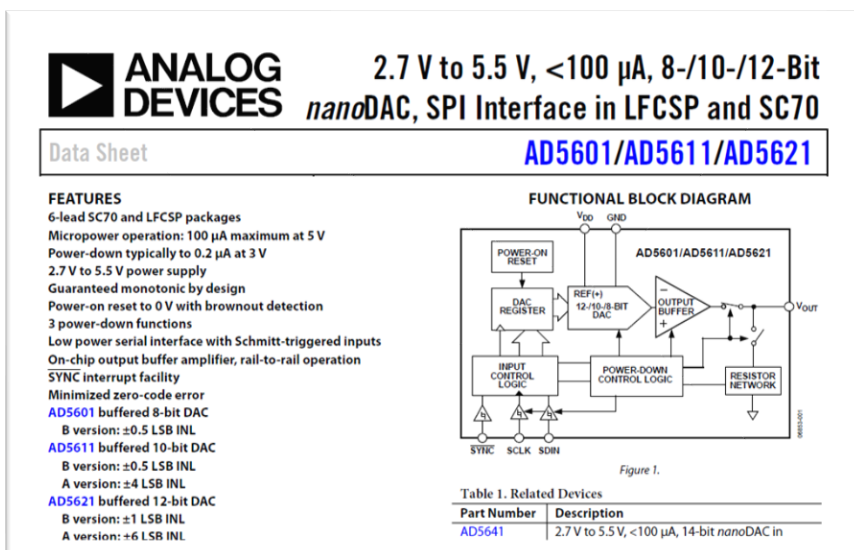 ANALOG
DEVICES
2.7 V to 5.5 V, <100 μA, 8-/10-/12-Bit
nanoDAC, SPI Interface in LFCSP and SC70
Data Sheet
AD5601/AD5611/AD5621
FEATURES
6-lead SC70 and LFCSP packages
Micropower operation: 100 μA maximum at 5 V
Power-down typically to 0.2 μA at 3 V
2.7 V to 5.5 V power supply
Guaranteed monotonic by design
Power-on reset to 0 V with brownout detection
3 power-down functions
Low power serial interface with Schmitt-triggered inputs
On-chip output buffer amplifier, rail-to-rail operation
SYNC interrupt facility
Minimized zero-code error
AD5601 buffered 8-bit DAC
B version: ±0.5 LSB INL
AD5611 buffered 10-bit DAC
B version: ±0.5 LSB INL
A version: ±4 LSB INL
AD5621 buffered 12-bit DAC
B version: ±1 LSB INL
A version: ±6 LSB INL
FUNCTIONAL BLOCK DIAGRAM
VDD GND
POWER-ON
RESET
AD5601/AD5611/AD5621
DAC
REGISTER
REF(+)
12-/10-/8-BIT
DAC
OUTPUT
BUFFER
VOUT
INPUT
CONTROL
LOGIC
POWER-DOWN
CONTROL LOGIC
RESISTOR
NETWORK
SYNC SCLK SDIN
06853-001
Figure 1.
Table 1. Related Devices
Part Number Description
AD5641 2.7 V to 5.5 V, <100 μA, 14-bit nanoDAC in